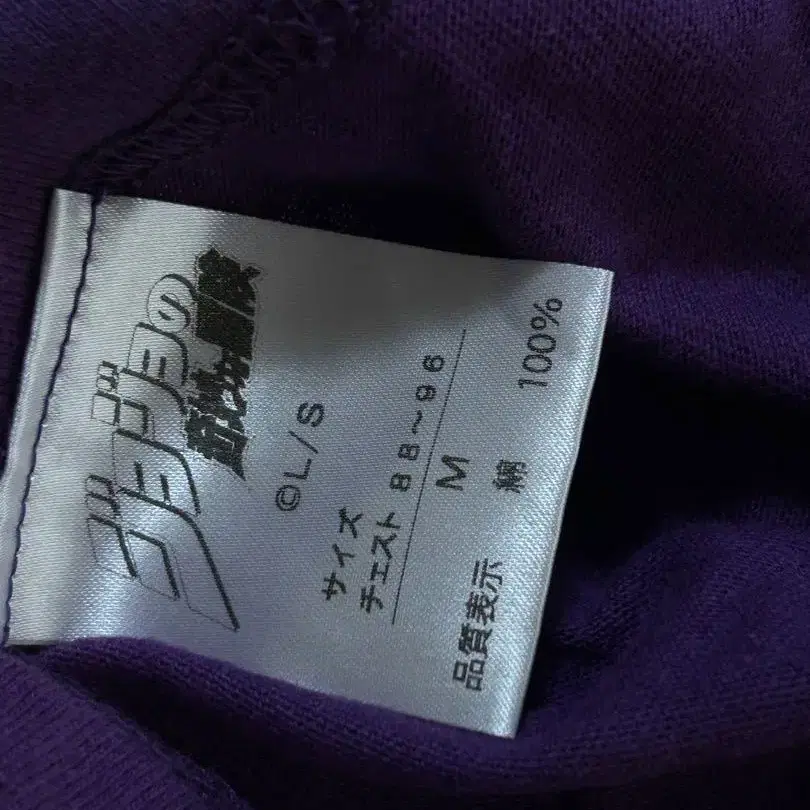 ジョジョの
奇妙な冒険
©L/S
サイズ
チェスト 88～96
M
品質表示
綿 100%